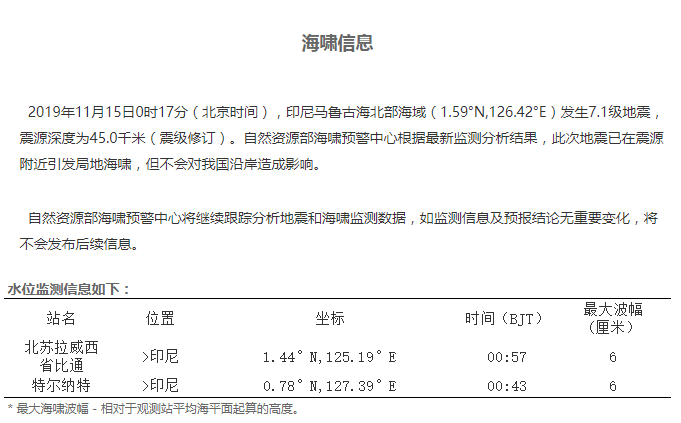 海啸信息
2019年11月15日0时17分（北京时间），印尼马鲁古海北部海域（1.59°N,126.42°E）发生7.1级地震，
震源深度为45.0千米（震级修订）。自然资源部海啸预警中心根据最新监测分析结果，此次地震已在震源
附近引发局地海啸，但不会对我国沿岸造成影响。
自然资源部海啸预警中心将继续跟踪分析地震和海啸监测数据，如监测信息及预报结论无重要变化，将
不会发布后续信息。
水位监测信息如下：
站名 位置 坐标 时间（BJT） 最大波幅（厘米）
北苏拉威西省比通 >印尼 1.44° N,125.19° E 00:57 6
特尔纳特 >印尼 0.78° N,127.39° E 00:43 6
* 最大海啸波幅 - 相对于观测站平均海平面起算的高度。